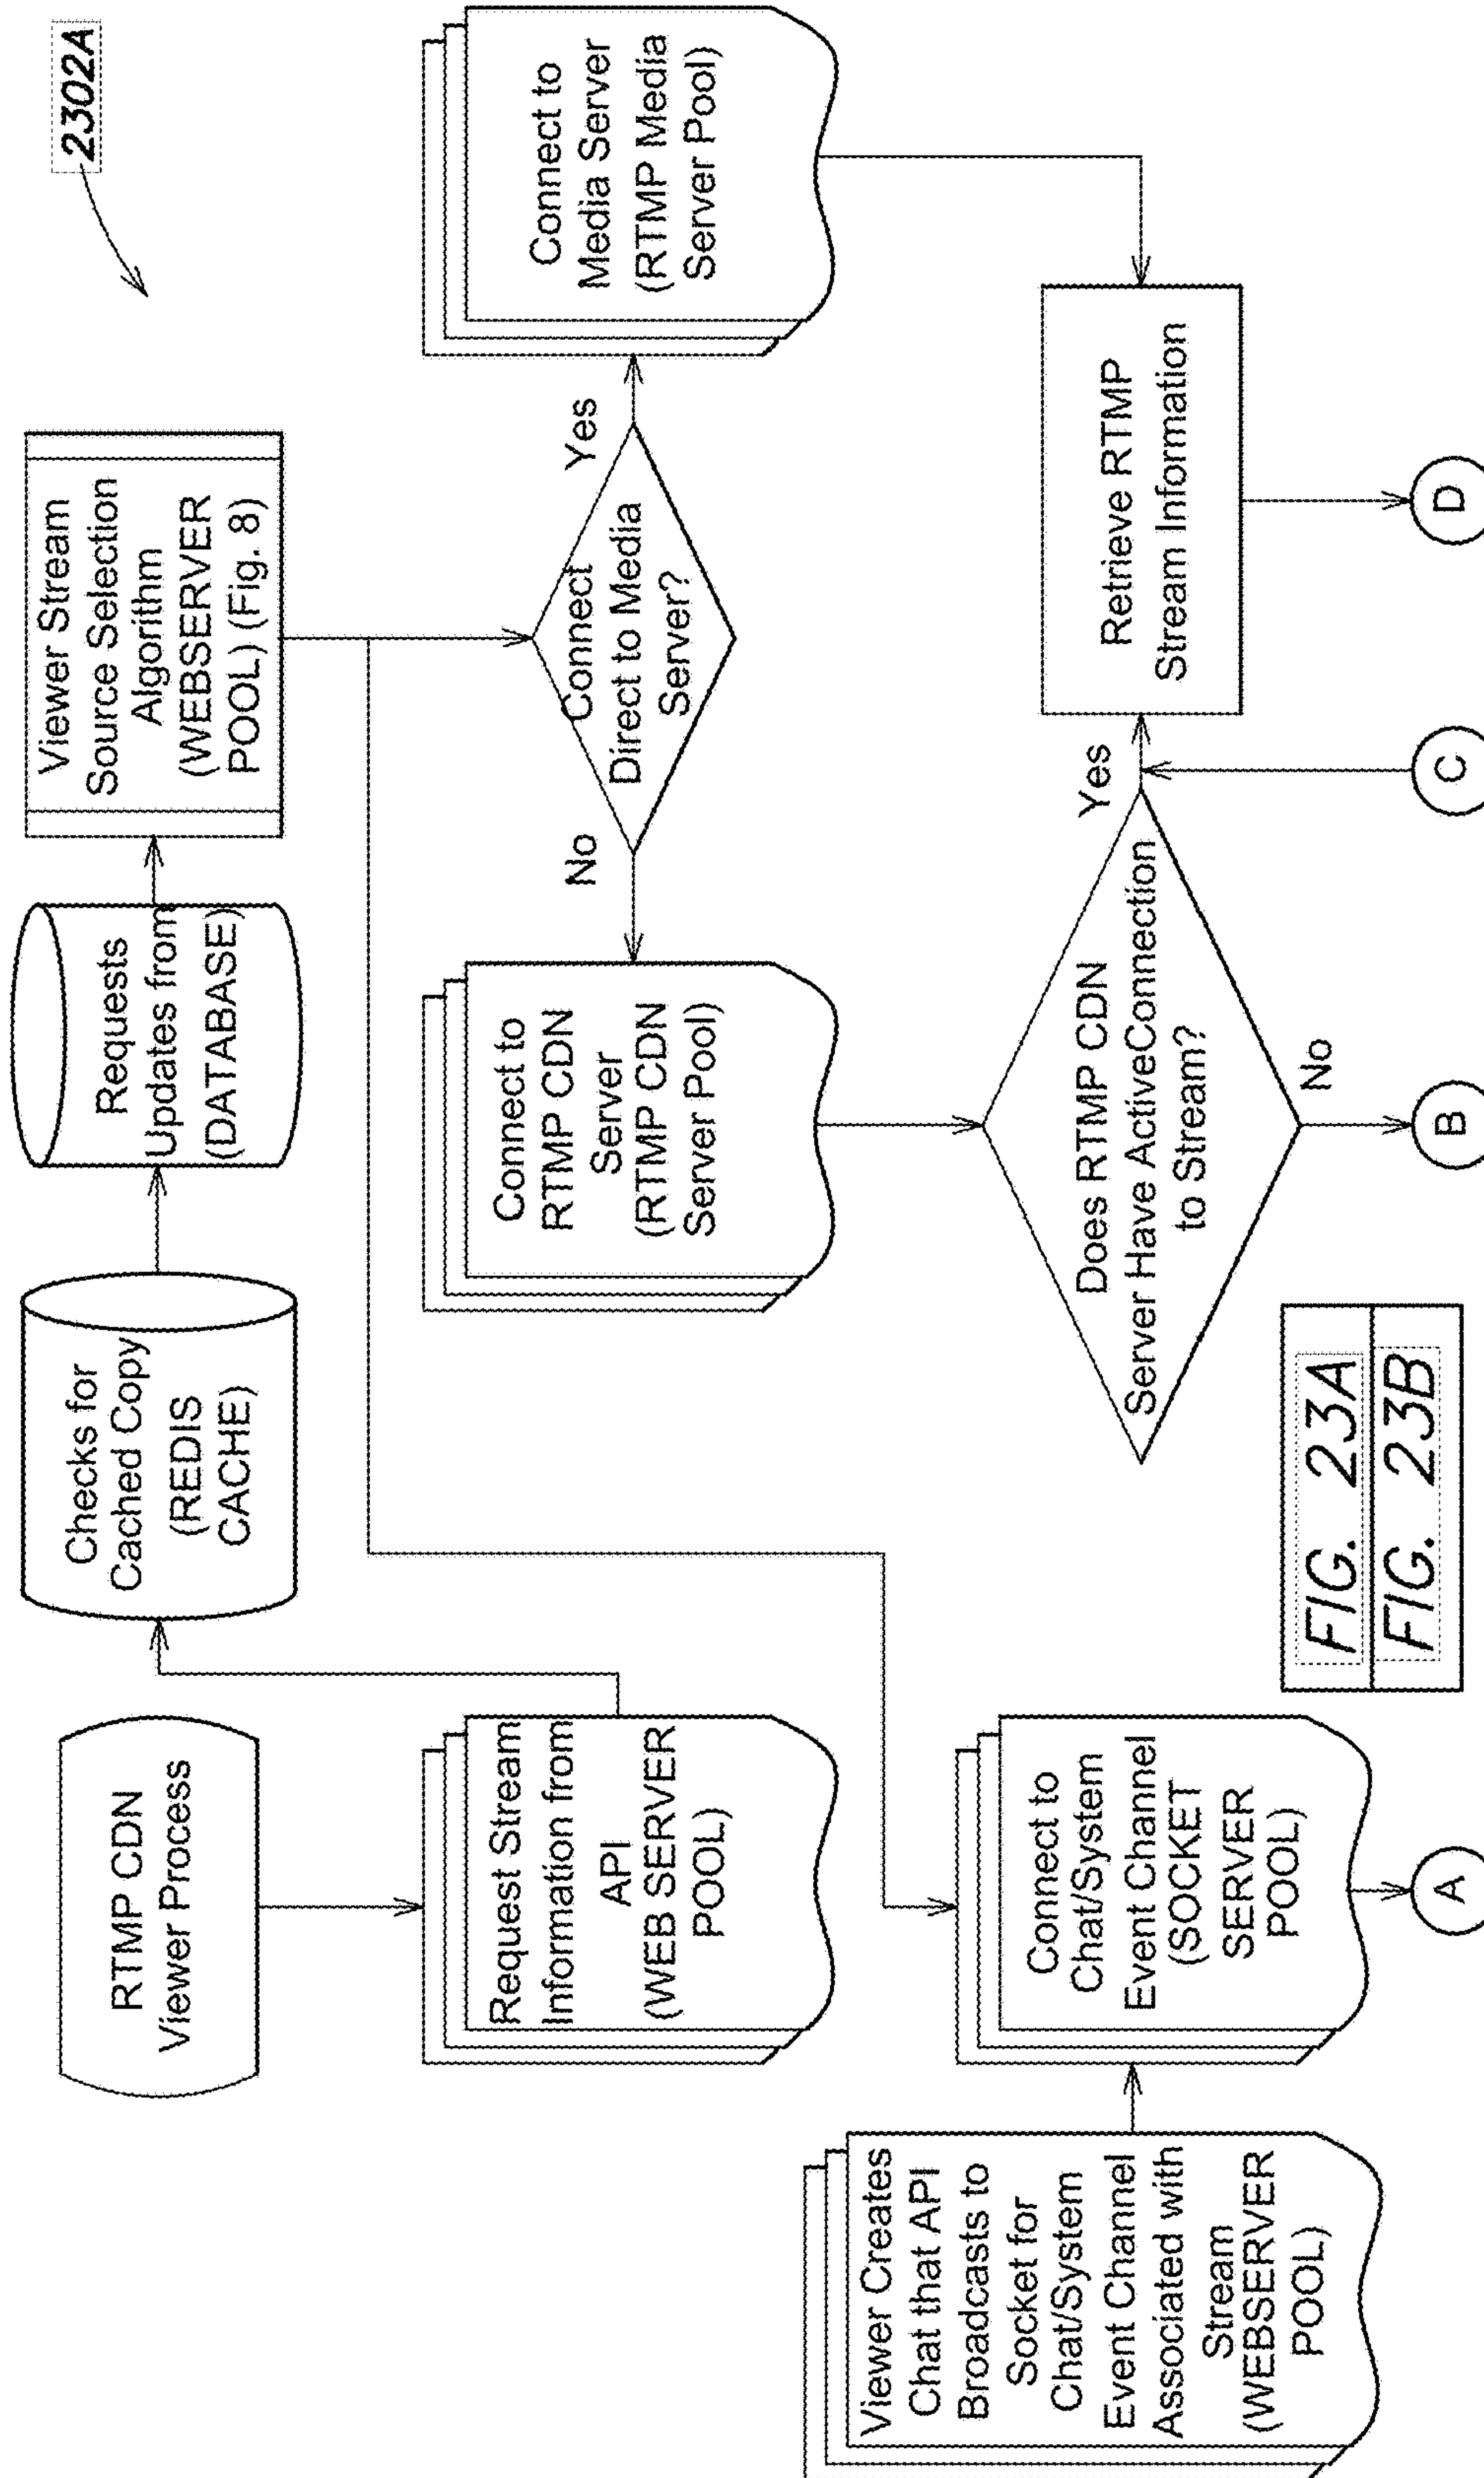 2302A
RTMP CDN
Viewer Process
Checks for
Cached Copy
(REDIS
CACHE)
Requests
Updates from
(DATABASE)
Viewer Stream
Source Selection
Algorithm
(WEBSERVER
POOL) (Fig. 8)
Request Stream
Information from
API
(WEB SERVER
POOL)
Connect to
RTMP CDN
Server
(RTMP CDN
Server Pool)
No
Connect
Direct to Media
Server?
Yes
Connect to
Media Server
(RTMP Media
Server Pool)
Viewer Creates
Chat that API
Broadcasts to
Socket for
Chat/System
Event Channel
Associated with
Stream
(WEBSERVER
POOL)
Connect to
Chat/System
Event Channel
(SOCKET
SERVER
POOL)
Does RTMP CDN
Server Have ActiveConnection
to Stream?
Yes
No
Retrieve RTMP
Stream Information
A
B
C
D
FIG. 23A
FIG. 23B